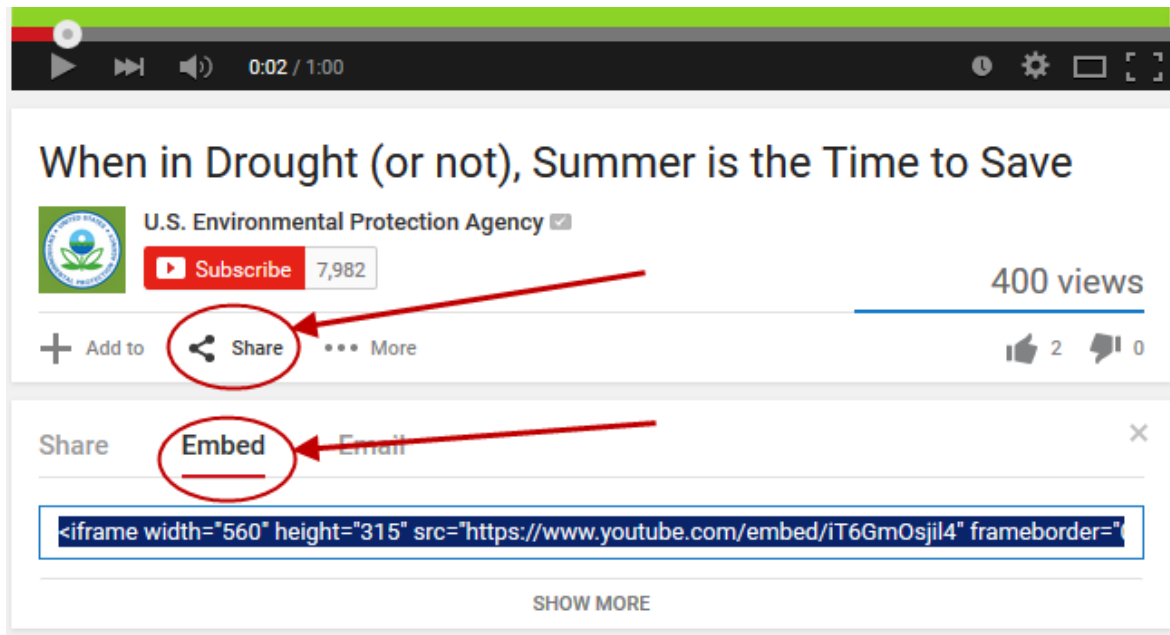 0:02 / 1:00
When in Drought (or not), Summer is the Time to Save
U.S. Environmental Protection Agency
Subscribe 7,982
400 views
Add to Share More 2 0
Share Embed Email
<iframe width="560" height="315" src="https://www.youtube.com/embed/iT6GmOsjil4" frameborder="
SHOW MORE